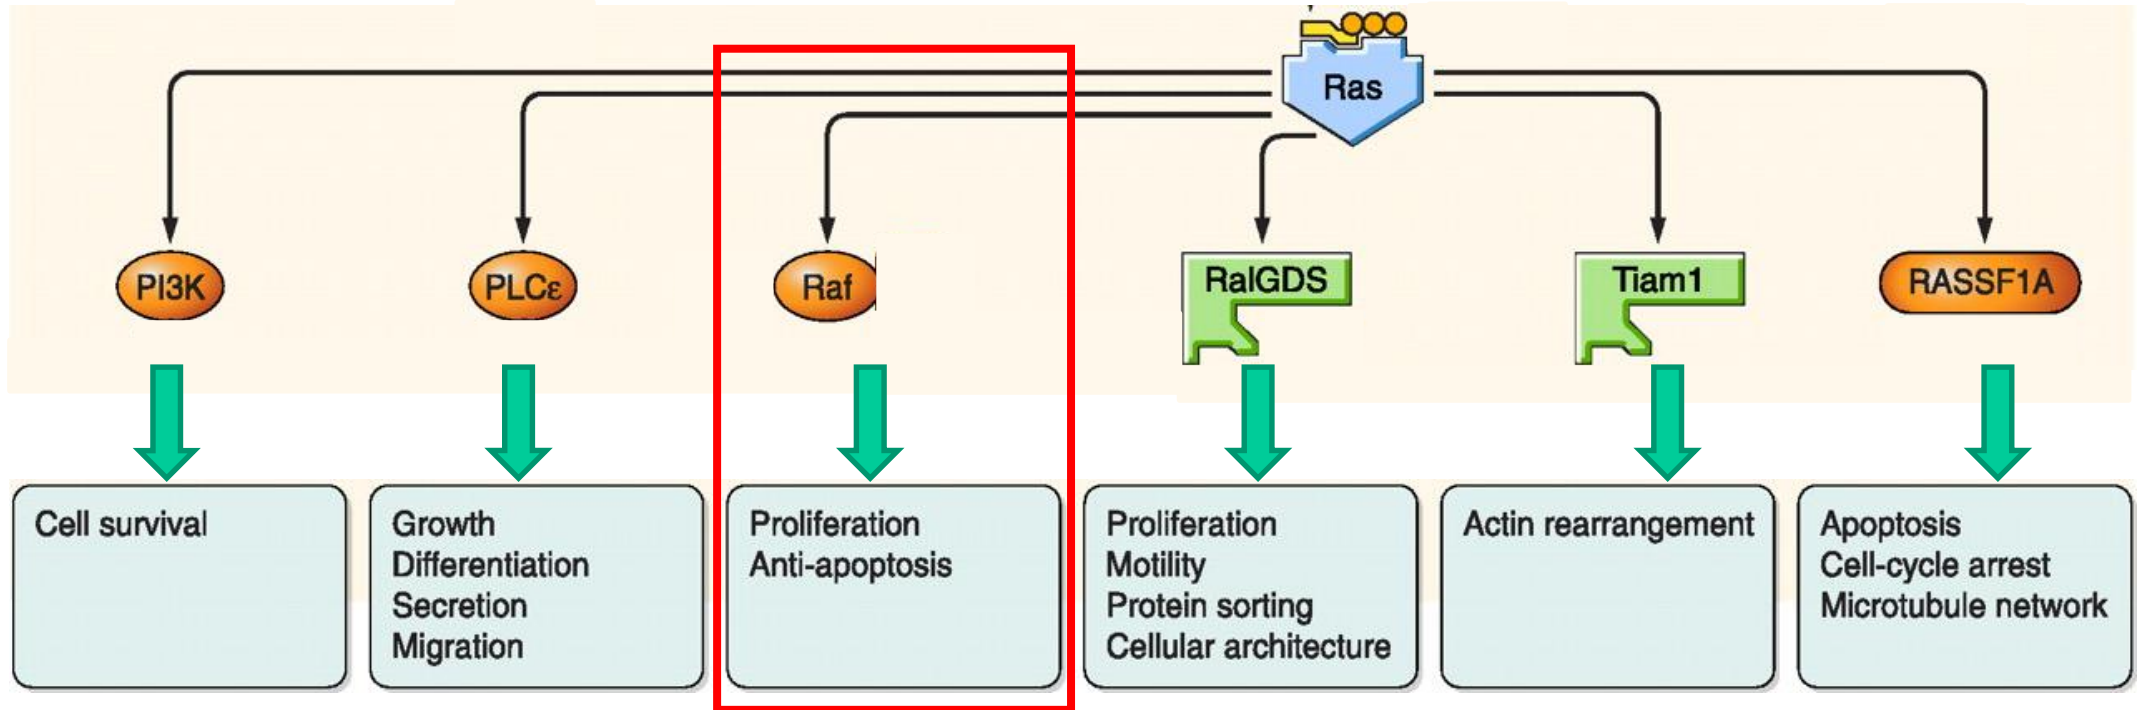 Ras
PI3K
PLCε
Raf
RalGDS
Tiam1
RASSF1A
Cell survival
Growth
Differentiation
Secretion
Migration
Proliferation
Anti-apoptosis
Proliferation
Motility
Protein sorting
Cellular architecture
Actin rearrangement
Apoptosis
Cell-cycle arrest
Microtubule network